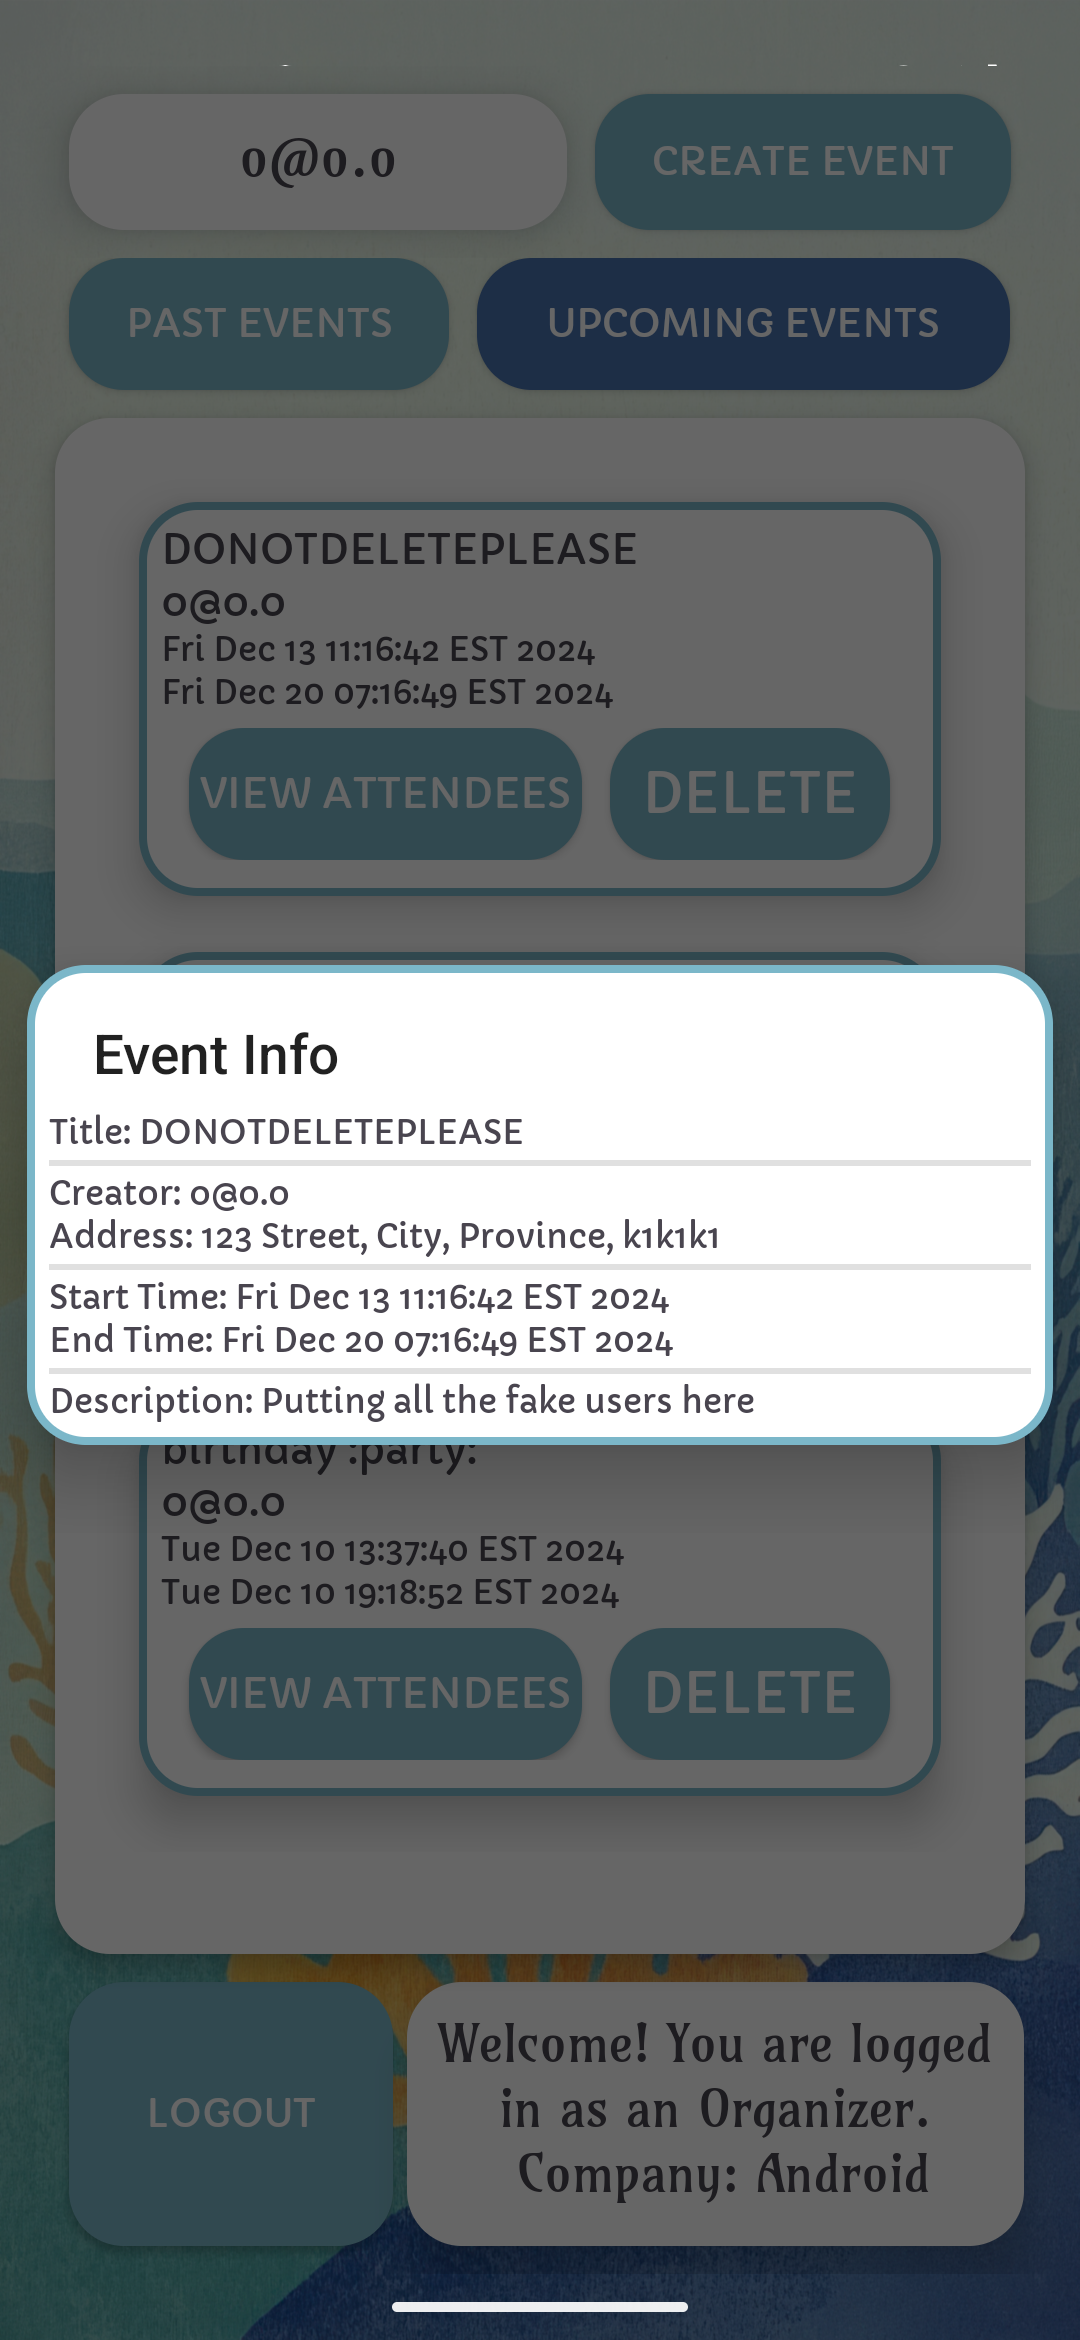 o@o.o
CREATE EVENT
PAST EVENTS
UPCOMING EVENTS
DONOTDELETEPLEASE
o@o.o
Fri Dec 13 11:16:42 EST 2024
Fri Dec 20 07:16:49 EST 2024
VIEW ATTENDEES
DELETE
Event Info
Title: DONOTDELETEPLEASE
Creator: o@o.o
Address: 123 Street, City, Province, k1k1k1
Start Time: Fri Dec 13 11:16:42 EST 2024
End Time: Fri Dec 20 07:16:49 EST 2024
Description: Putting all the fake users here
birthday :party:
o@o.o
Tue Dec 10 13:37:40 EST 2024
Tue Dec 10 19:18:52 EST 2024
VIEW ATTENDEES
DELETE
LOGOUT
Welcome! You are logged
in as an Organizer.
Company: Android